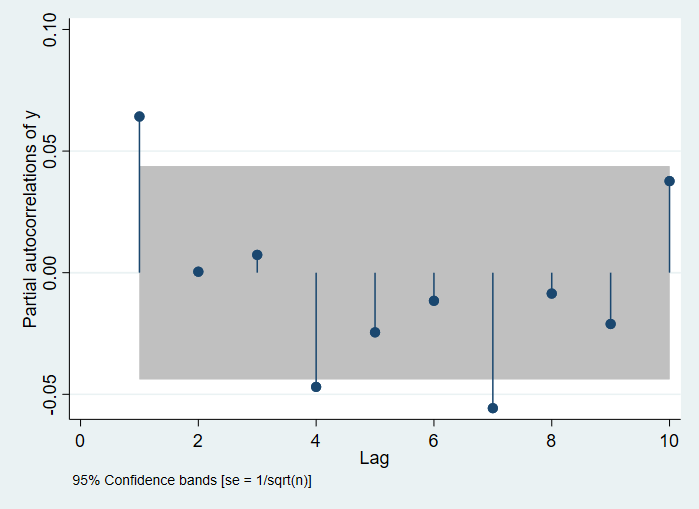 Partial autocorrelations of y
0.10
0.05
0.00
-0.05
0 2 4 6 8 10
Lag
95% Confidence bands [se = 1/sqrt(n)]